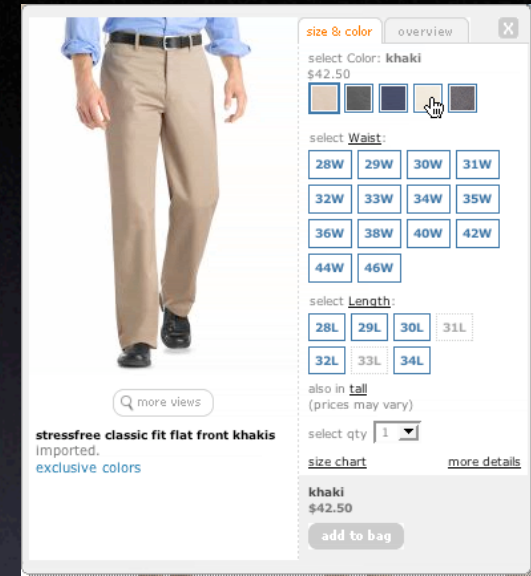 size & color
overview
X
select Color: khaki
$42.50
select Waist:
28W 29W 30W 31W
32W 33W 34W 35W
36W 38W 40W 42W
44W 46W
select Length:
28L 29L 30L 31L
32L 33L 34L
also in tall
(prices may vary)
select qty 1
size chart more details
khaki
$42.50
add to bag
more views
stressfree classic fit flat front khakis
imported.
exclusive colors